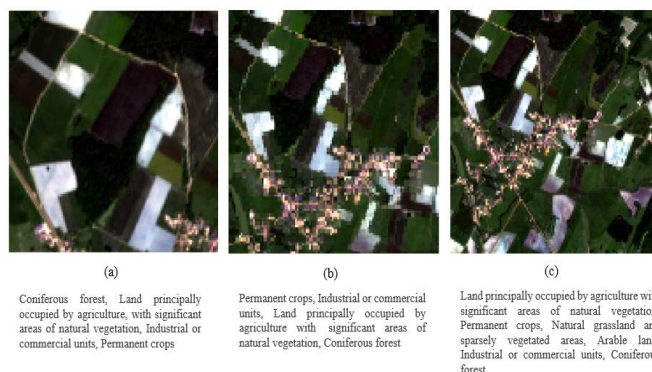 (a)
Coniferous forest, Land principally
occupied by agriculture, with significant
areas of natural vegetation, Industrial or
commercial units, Permanent crops
(b)
Permanent crops, Industrial or commercial
units, Land principally occupied by
agriculture with significant areas of
natural vegetation, Coniferous forest
(c)
Land principally occupied by agriculture wit
significant areas of natural vegetatio
Permanent crops, Natural grassland an
sparsely vegetated areas, Arable lan
Industrial or commercial units, Coniferou
forest